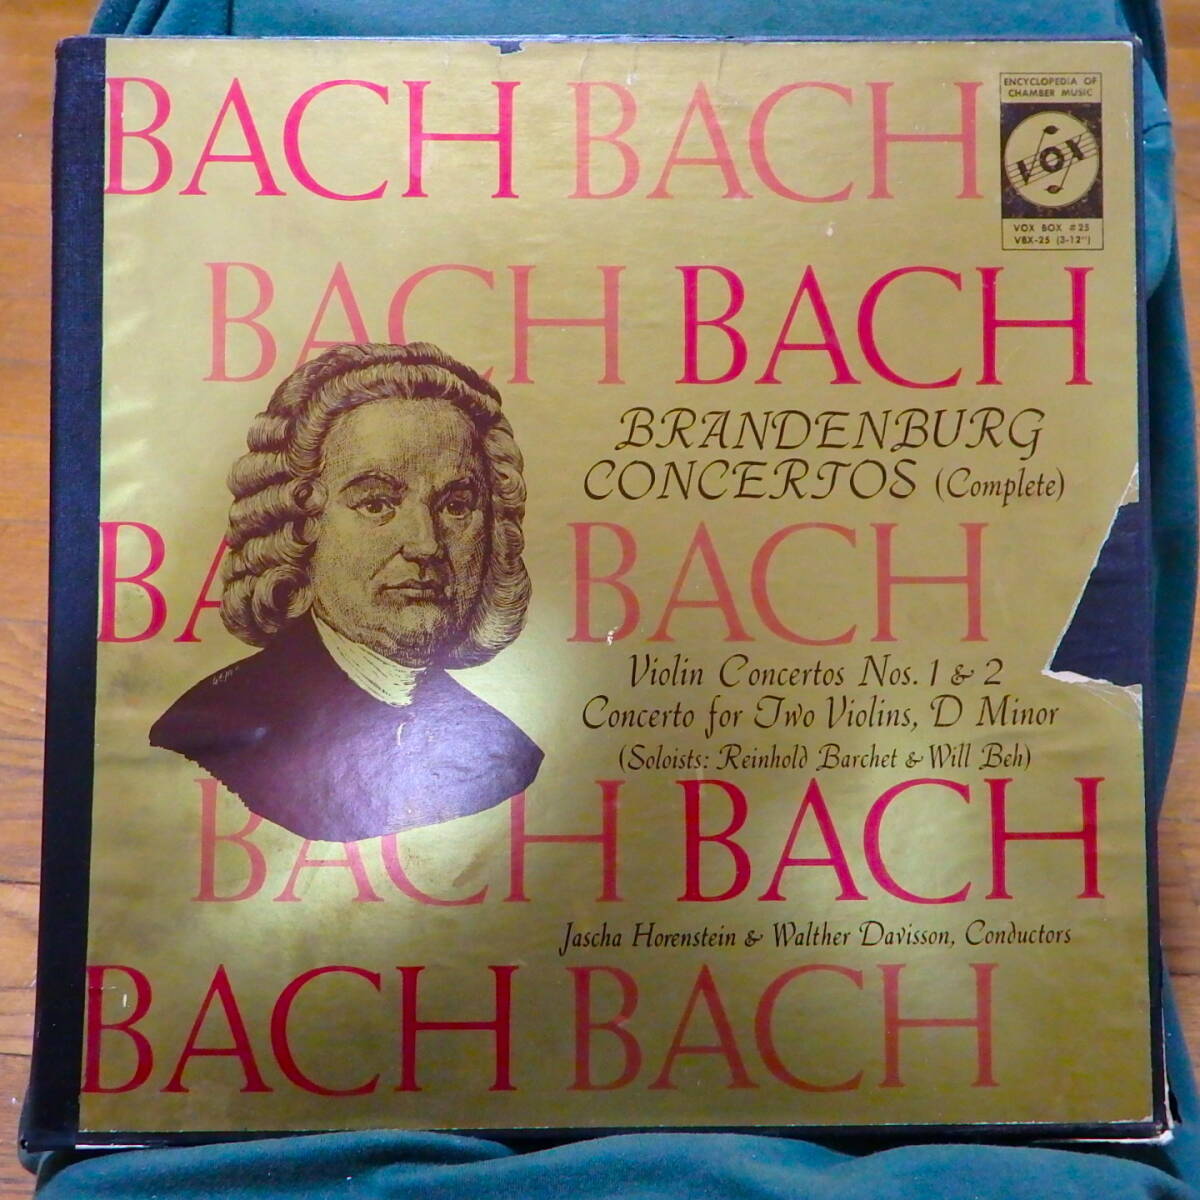 BACH BACH
ENCYCLOPEDIA OF
CHAMBER MUSIC
VOX
VOX BOX #25
VBX-25 (3-12")
BACH BACH
BRANDENBURG
CONCERTOS (Complete)
BA BACH
Violin Concertos Nos. 1 & 2
Concerto for Two Violins, D Minor
(Soloists: Reinhold Barchet & Will Beh)
BACH BACH
Jascha Horenstein & Walther Davisson, Conductors
BACH BACH